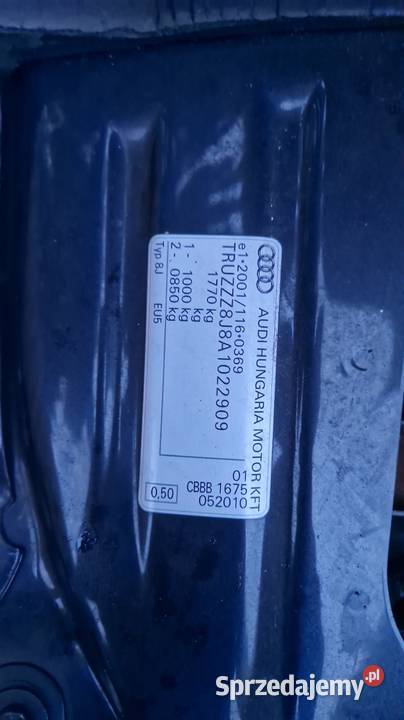 AUDI HUNGARIA MOTOR KFT
e1*2001/116*0369
TRUZZZ8J8A1022909
1770 kg
1 - 1000 kg
2 - 0850 kg
Typ 8J
EU5
01
CBBB 1675
052010
0,50
Sprzedajemy.pl